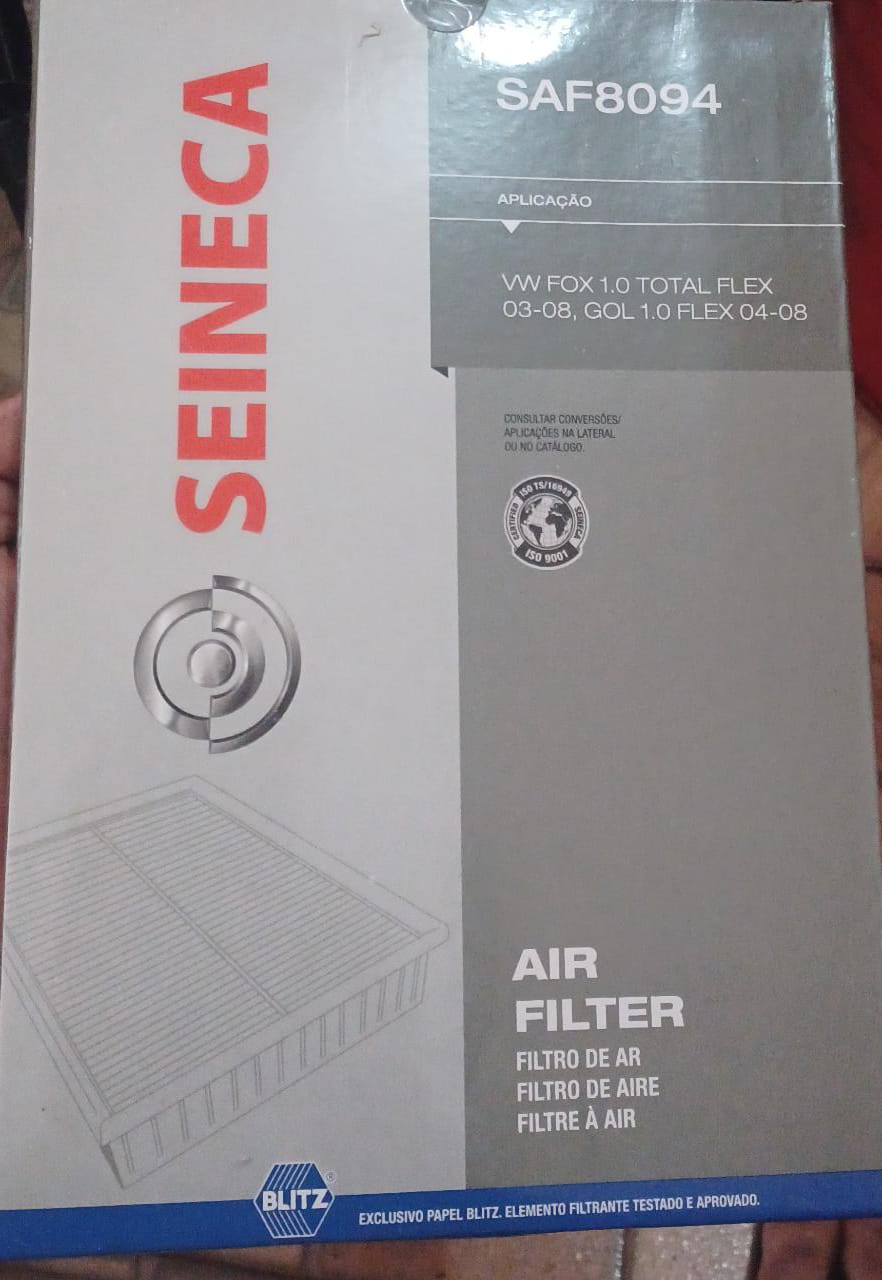 SEINECA
SAF8094
APLICAÇÃO
VW FOX 1.0 TOTAL FLEX
03-08, GOL 1.0 FLEX 04-08
CONSULTAR CONVERSÕES/
APLICAÇÕES NA LATERAL
OU NO CATÁLOGO.
ISO TS/16949
CERTIFIED
SEINECA
ISO 9001
AIR
FILTER
FILTRO DE AR
FILTRO DE AIRE
FILTRE À AIR
BLITZ®
EXCLUSIVO PAPEL BLITZ. ELEMENTO FILTRANTE TESTADO E APROVADO.